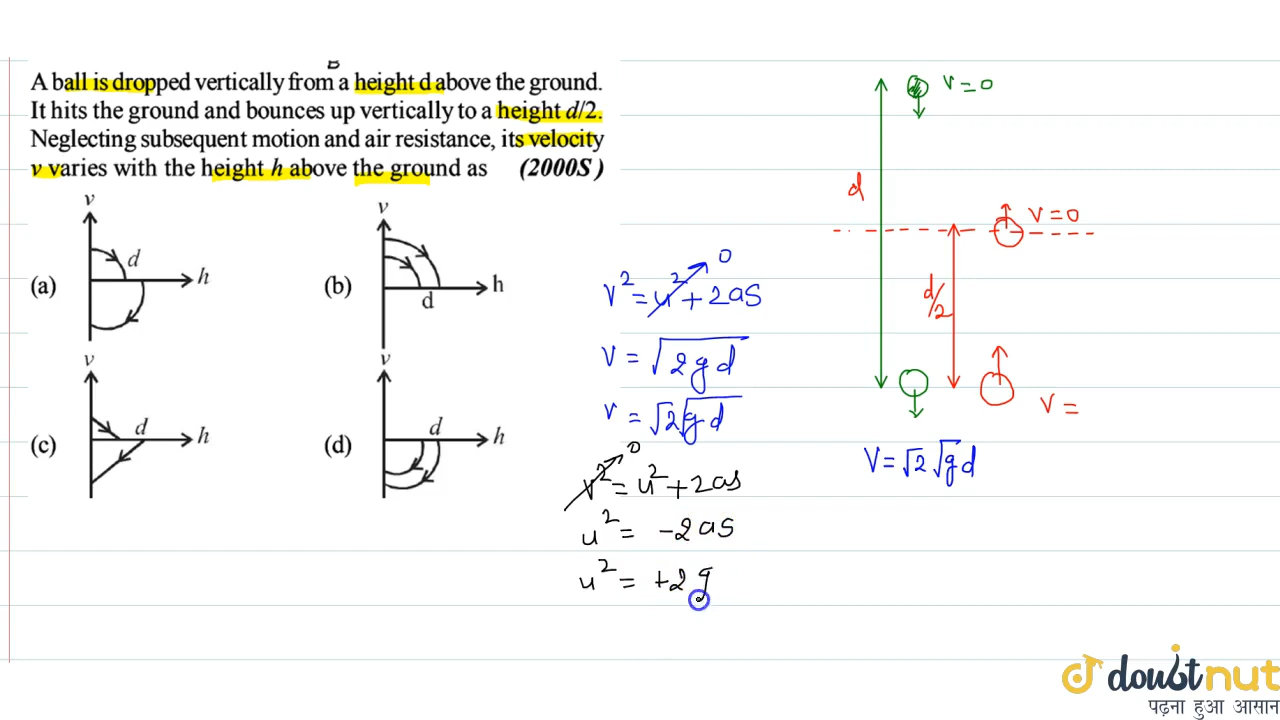 A ball is dropped vertically from a height d above the ground.
It hits the ground and bounces up vertically to a height d/2.
Neglecting subsequent motion and air resistance, its velocity
v varies with the height h above the ground as (2000S)
(a) v d h
(b) v d h
(c) v d h
(d) v d h
v² = u² + 2as
0
v = √2gd
v = √2√gd
v² = u² + 2as
0
u² = -2as
u² = +2g
v=0
d
v=0
d/2
v=
v=√2√gd
doubtnut
पढ़ना हुआ आसान